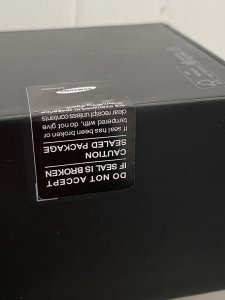 DO NOT ACCEPT
IF SEAL IS BROKEN
CAUTION
SEALED PACKAGE
If seal has been broken or
tampered with, do not give
clear receipt unless contents
SAMSUNG